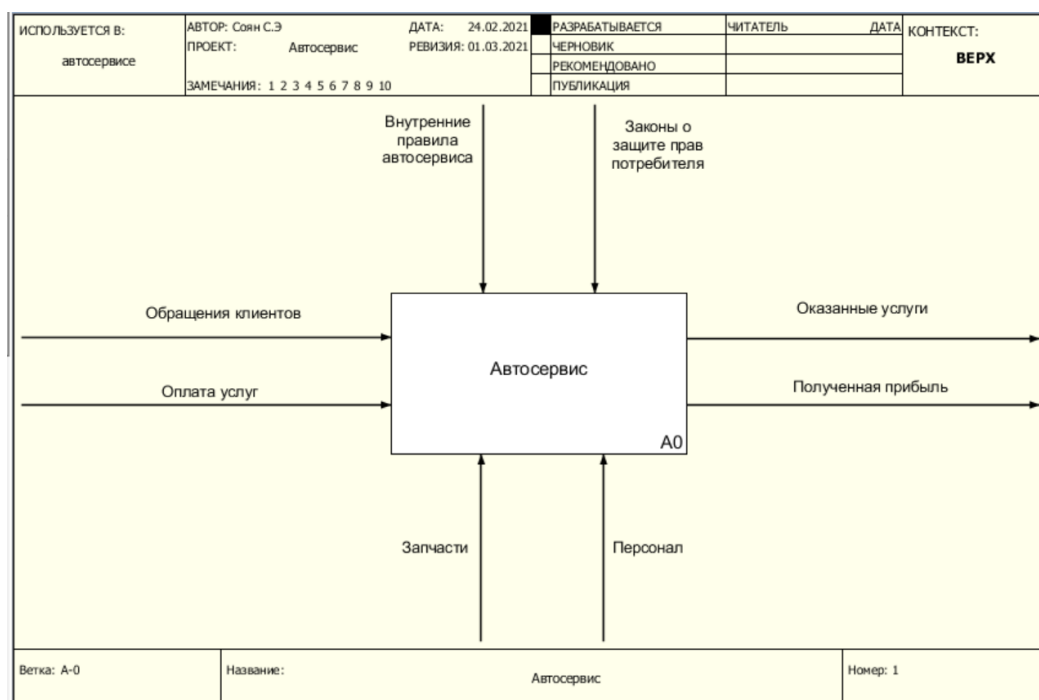 ИСПОЛЬЗУЕТСЯ В:
автосервисе
АВТОР: Соян С.Э
ДАТА: 24.02.2021
ПРОЕКТ: Автосервис
РЕВИЗИЯ: 01.03.2021
ЗАМЕЧАНИЯ: 1 2 3 4 5 6 7 8 9 10
РАЗРАБАТЫВАЕТСЯ
ЧЕРНОВИК
РЕКОМЕНДОВАНО
ПУБЛИКАЦИЯ
ЧИТАТЕЛЬ ДАТА
КОНТЕКСТ:
ВЕРХ
Внутренние
правила
автосервиса
Законы о
защите прав
потребителя
Обращения клиентов
Оплата услуг
Автосервис
A0
Оказанные услуги
Полученная прибыль
Запчасти
Персонал
Ветка: A-0
Название:
Автосервис
Номер: 1